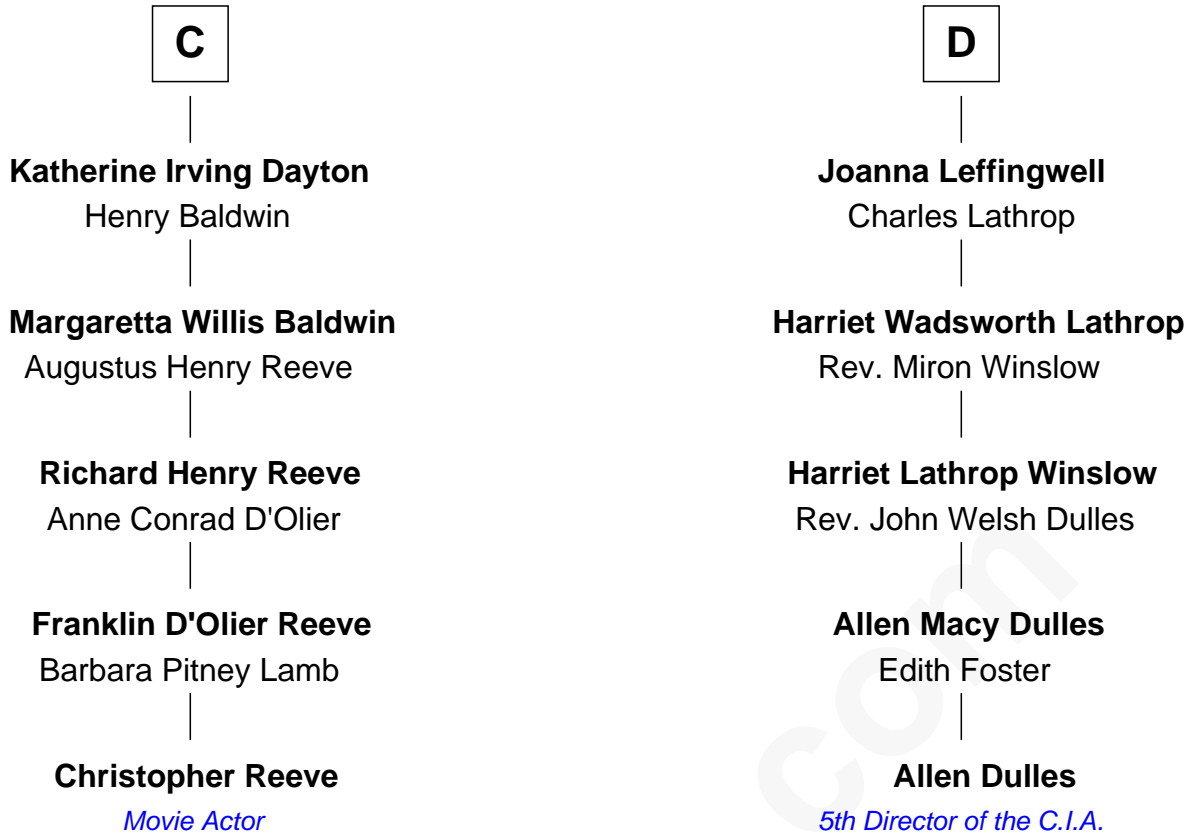 C
Katherine Irving Dayton
Henry Baldwin
Margaretta Willis Baldwin
Augustus Henry Reeve
Richard Henry Reeve
Anne Conrad D'Olier
Franklin D'Olier Reeve
Barbara Pitney Lamb
Christopher Reeve
Movie Actor
D
Joanna Leffingwell
Charles Lathrop
Harriet Wadsworth Lathrop
Rev. Miron Winslow
Harriet Lathrop Winslow
Rev. John Welsh Dulles
Allen Macy Dulles
Edith Foster
Allen Dulles
5th Director of the C.I.A.
com